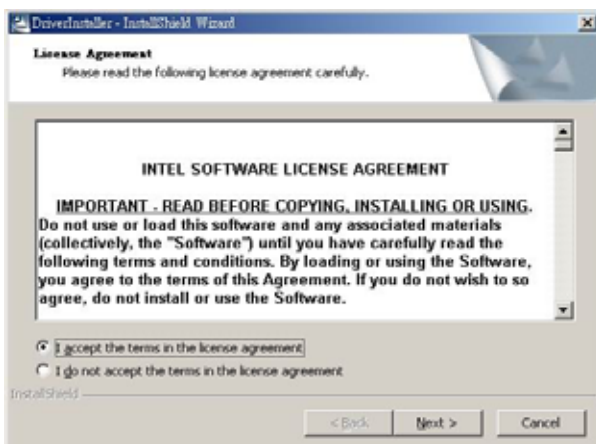 DriverInstaller - InstallShield Wizard
License Agreement
Please read the following license agreement carefully.
INTEL SOFTWARE LICENSE AGREEMENT
IMPORTANT - READ BEFORE COPYING, INSTALLING OR USING.
Do not use or load this software and any associated materials
(collectively, the "Software") until you have carefully read the
following terms and conditions. By loading or using the Software,
you agree to the terms of this Agreement. If you do not wish to so
agree, do not install or use the Software.
I accept the terms in the license agreement
I do not accept the terms in the license agreement
InstallShield
< Back
Next >
Cancel